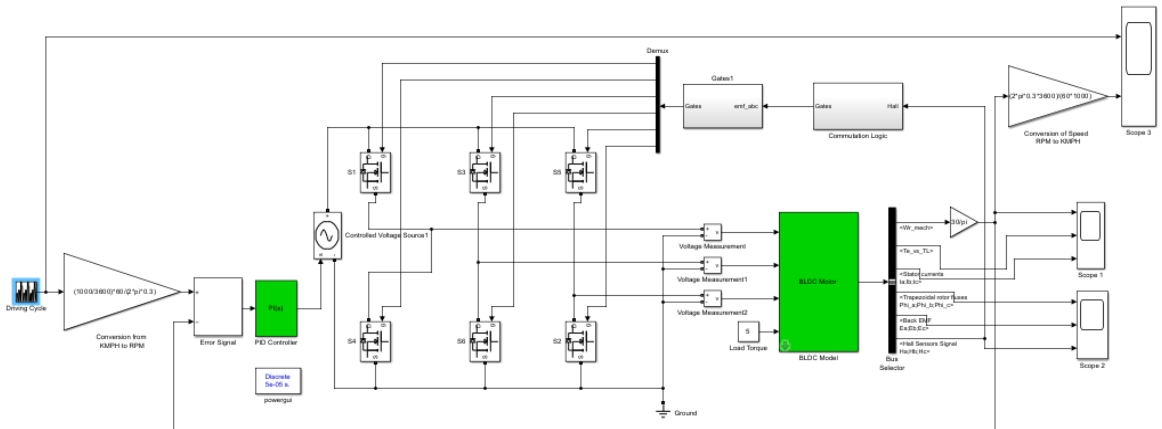 Demux
Gates1
Gates
emf_abc
Gates
Hall
Commutation Logic
(2*pi*0.3*3600)/(60*1000)
Conversion of Speed
RPM to KMPH
Scope 3
S1
S3
S5
Controlled Voltage Source1
Driving Cycle
(1000/3600)*60/(2*pi*0.3)
Conversion from
KMPH to RPM
Error Signal
PI(s)
PID Controller
Discrete
5e-05 s.
powergui
S4
S6
S2
Voltage Measurement
Voltage Measurement1
Voltage Measurement2
5
Load Torque
BLDC Motor
BLDC Model
Bus
Selector
30/pi
<Wr_mech>
<Te_vs_TL>
<Stator currents
Ia;Ib;Ic>
<Trapezoidal rotor fluxes
Phi_a;Phi_b;Phi_c>
<Back EMF
Ea;Eb;Ec>
<Hall Sensors Signal
Ha;Hb;Hc>
Scope 1
Scope 2
Ground